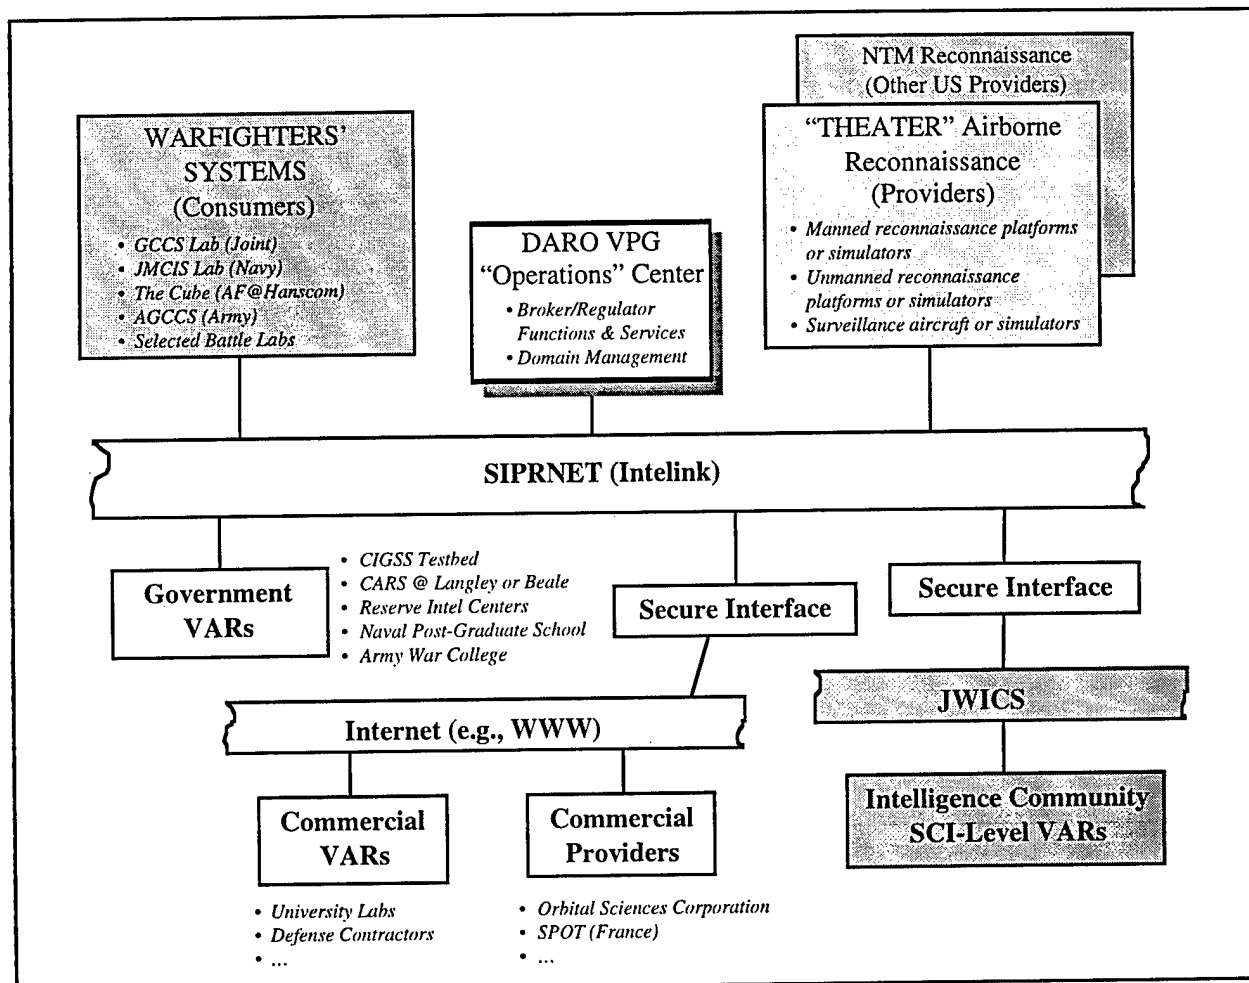 NTM Reconnaissance
(Other US Providers)
WARFIGHTERS'
SYSTEMS
(Consumers)
• GCCS Lab (Joint)
• JMCIS Lab (Navy)
• The Cube (AF@Hanscom)
• AGCCS (Army)
• Selected Battle Labs
DARO VPG
“Operations” Center
• Broker/Regulator
Functions & Services
• Domain Management
“THEATER” Airborne
Reconnaissance
(Providers)
• Manned reconnaissance platforms
or simulators
• Unmanned reconnaissance
platforms or simulators
• Surveillance aircraft or simulators
SIPRNET (Intelink)
Government
VARs
• CIGSS Testbed
• CARS @ Langley or Beale
• Reserve Intel Centers
• Naval Post-Graduate School
• Army War College
Secure Interface
Secure Interface
Internet (e.g., WWW)
JWICS
Commercial
VARs
• University Labs
• Defense Contractors
• ...
Commercial
Providers
• Orbital Sciences Corporation
• SPOT (France)
• ...
Intelligence Community
SCI-Level VARs